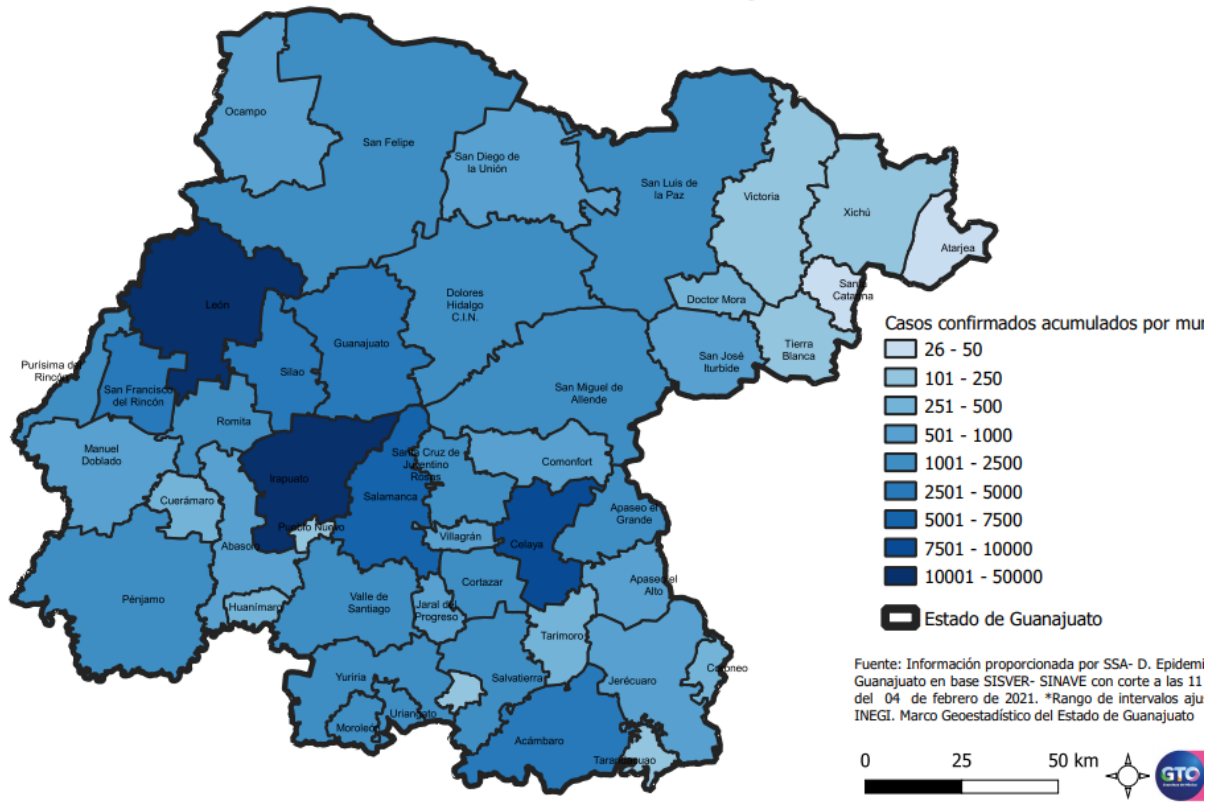 Ocampo
San Felipe
San Diego de
la Unión
San Luis de
la Paz
Victoria
Xichú
Atarjea
León
Dolores
Hidalgo
C.I.N.
Doctor Mora
Santa
Catarina
Guanajuato
Silao
San José
Iturbide
Tierra
Blanca
Purísima del
Rincón
San Francisco
del Rincón
San Miguel de
Allende
Romita
Manuel
Doblado
Santa Cruz de
Juventino
Rosas
Comonfort
Irapuato
Salamanca
Cuerámaro
Apaseo el
Grande
Pueblo Nuevo
Villagrán
Celaya
Abasolo
Pénjamo
Huanímaro
Valle de
Santiago
Jaral del
Progreso
Cortazar
Apaseo el
Alto
Tarimoro
Yuriria
Salvatierra
Jerécuaro
Coroneo
Uriangato
Moroleón
Acámbaro
Tarandacuao
Casos confirmados acumulados por mun
26 - 50
101 - 250
251 - 500
501 - 1000
1001 - 2500
2501 - 5000
5001 - 7500
7501 - 10000
10001 - 50000
Estado de Guanajuato
Fuente: Información proporcionada por SSA- D. Epidemi
Guanajuato en base SISVER- SINAVE con corte a las 11
del 04 de febrero de 2021. *Rango de intervalos aju
INEGI. Marco Geoestadístico del Estado de Guanajuato
0 25 50 km
GTO